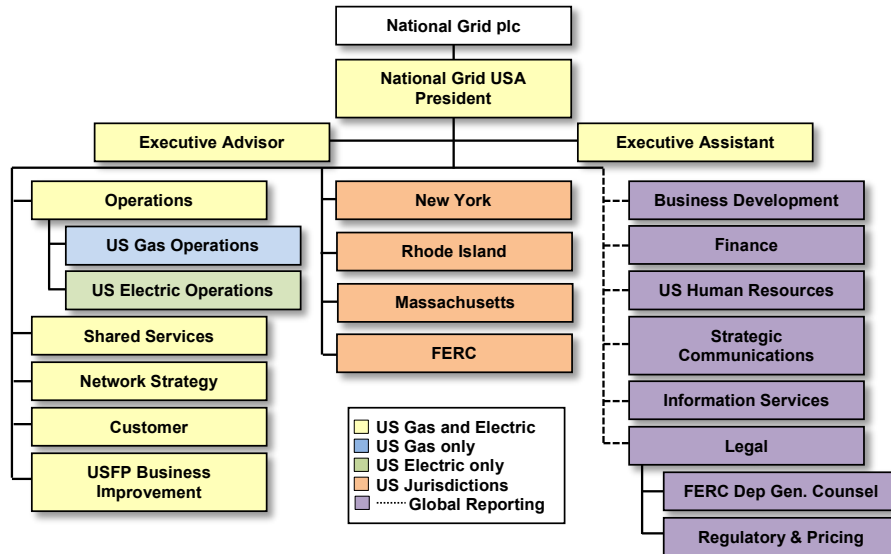 National Grid plc
National Grid USA
President
Executive Advisor
Executive Assistant
Operations
US Gas Operations
US Electric Operations
Shared Services
Network Strategy
Customer
USFP Business
Improvement
New York
Rhode Island
Massachusetts
FERC
Business Development
Finance
US Human Resources
Strategic
Communications
Information Services
Legal
FERC Dep Gen. Counsel
Regulatory & Pricing
US Gas and Electric
US Gas only
US Electric only
US Jurisdictions
Global Reporting